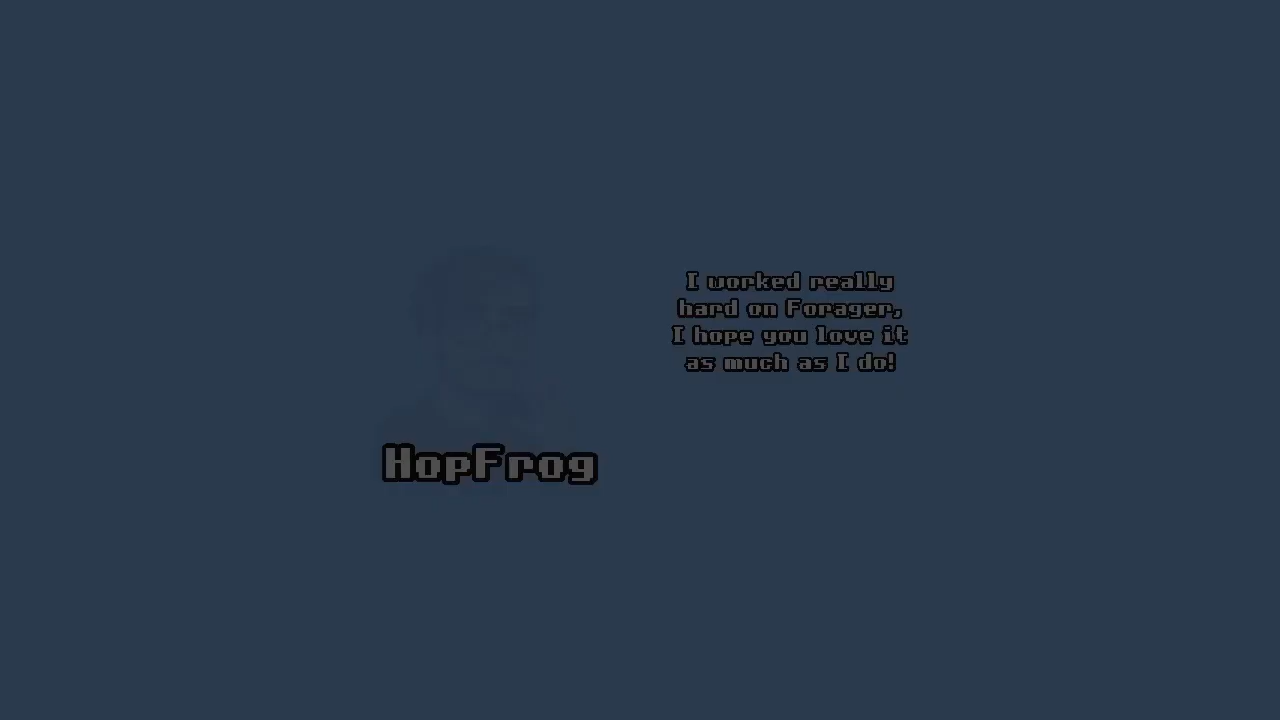 I worked really
hard on Forager,
I hope you love it
as much as I do!
HopFrog